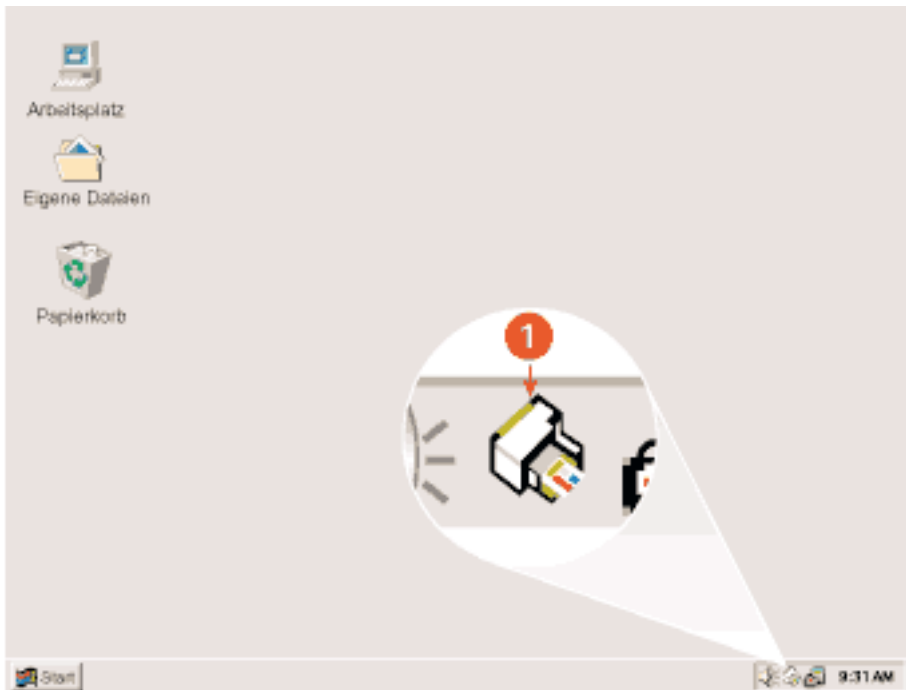 Arbeitsplatz
Eigene Dateien
Papierkorb
1
Start
9:31 AM